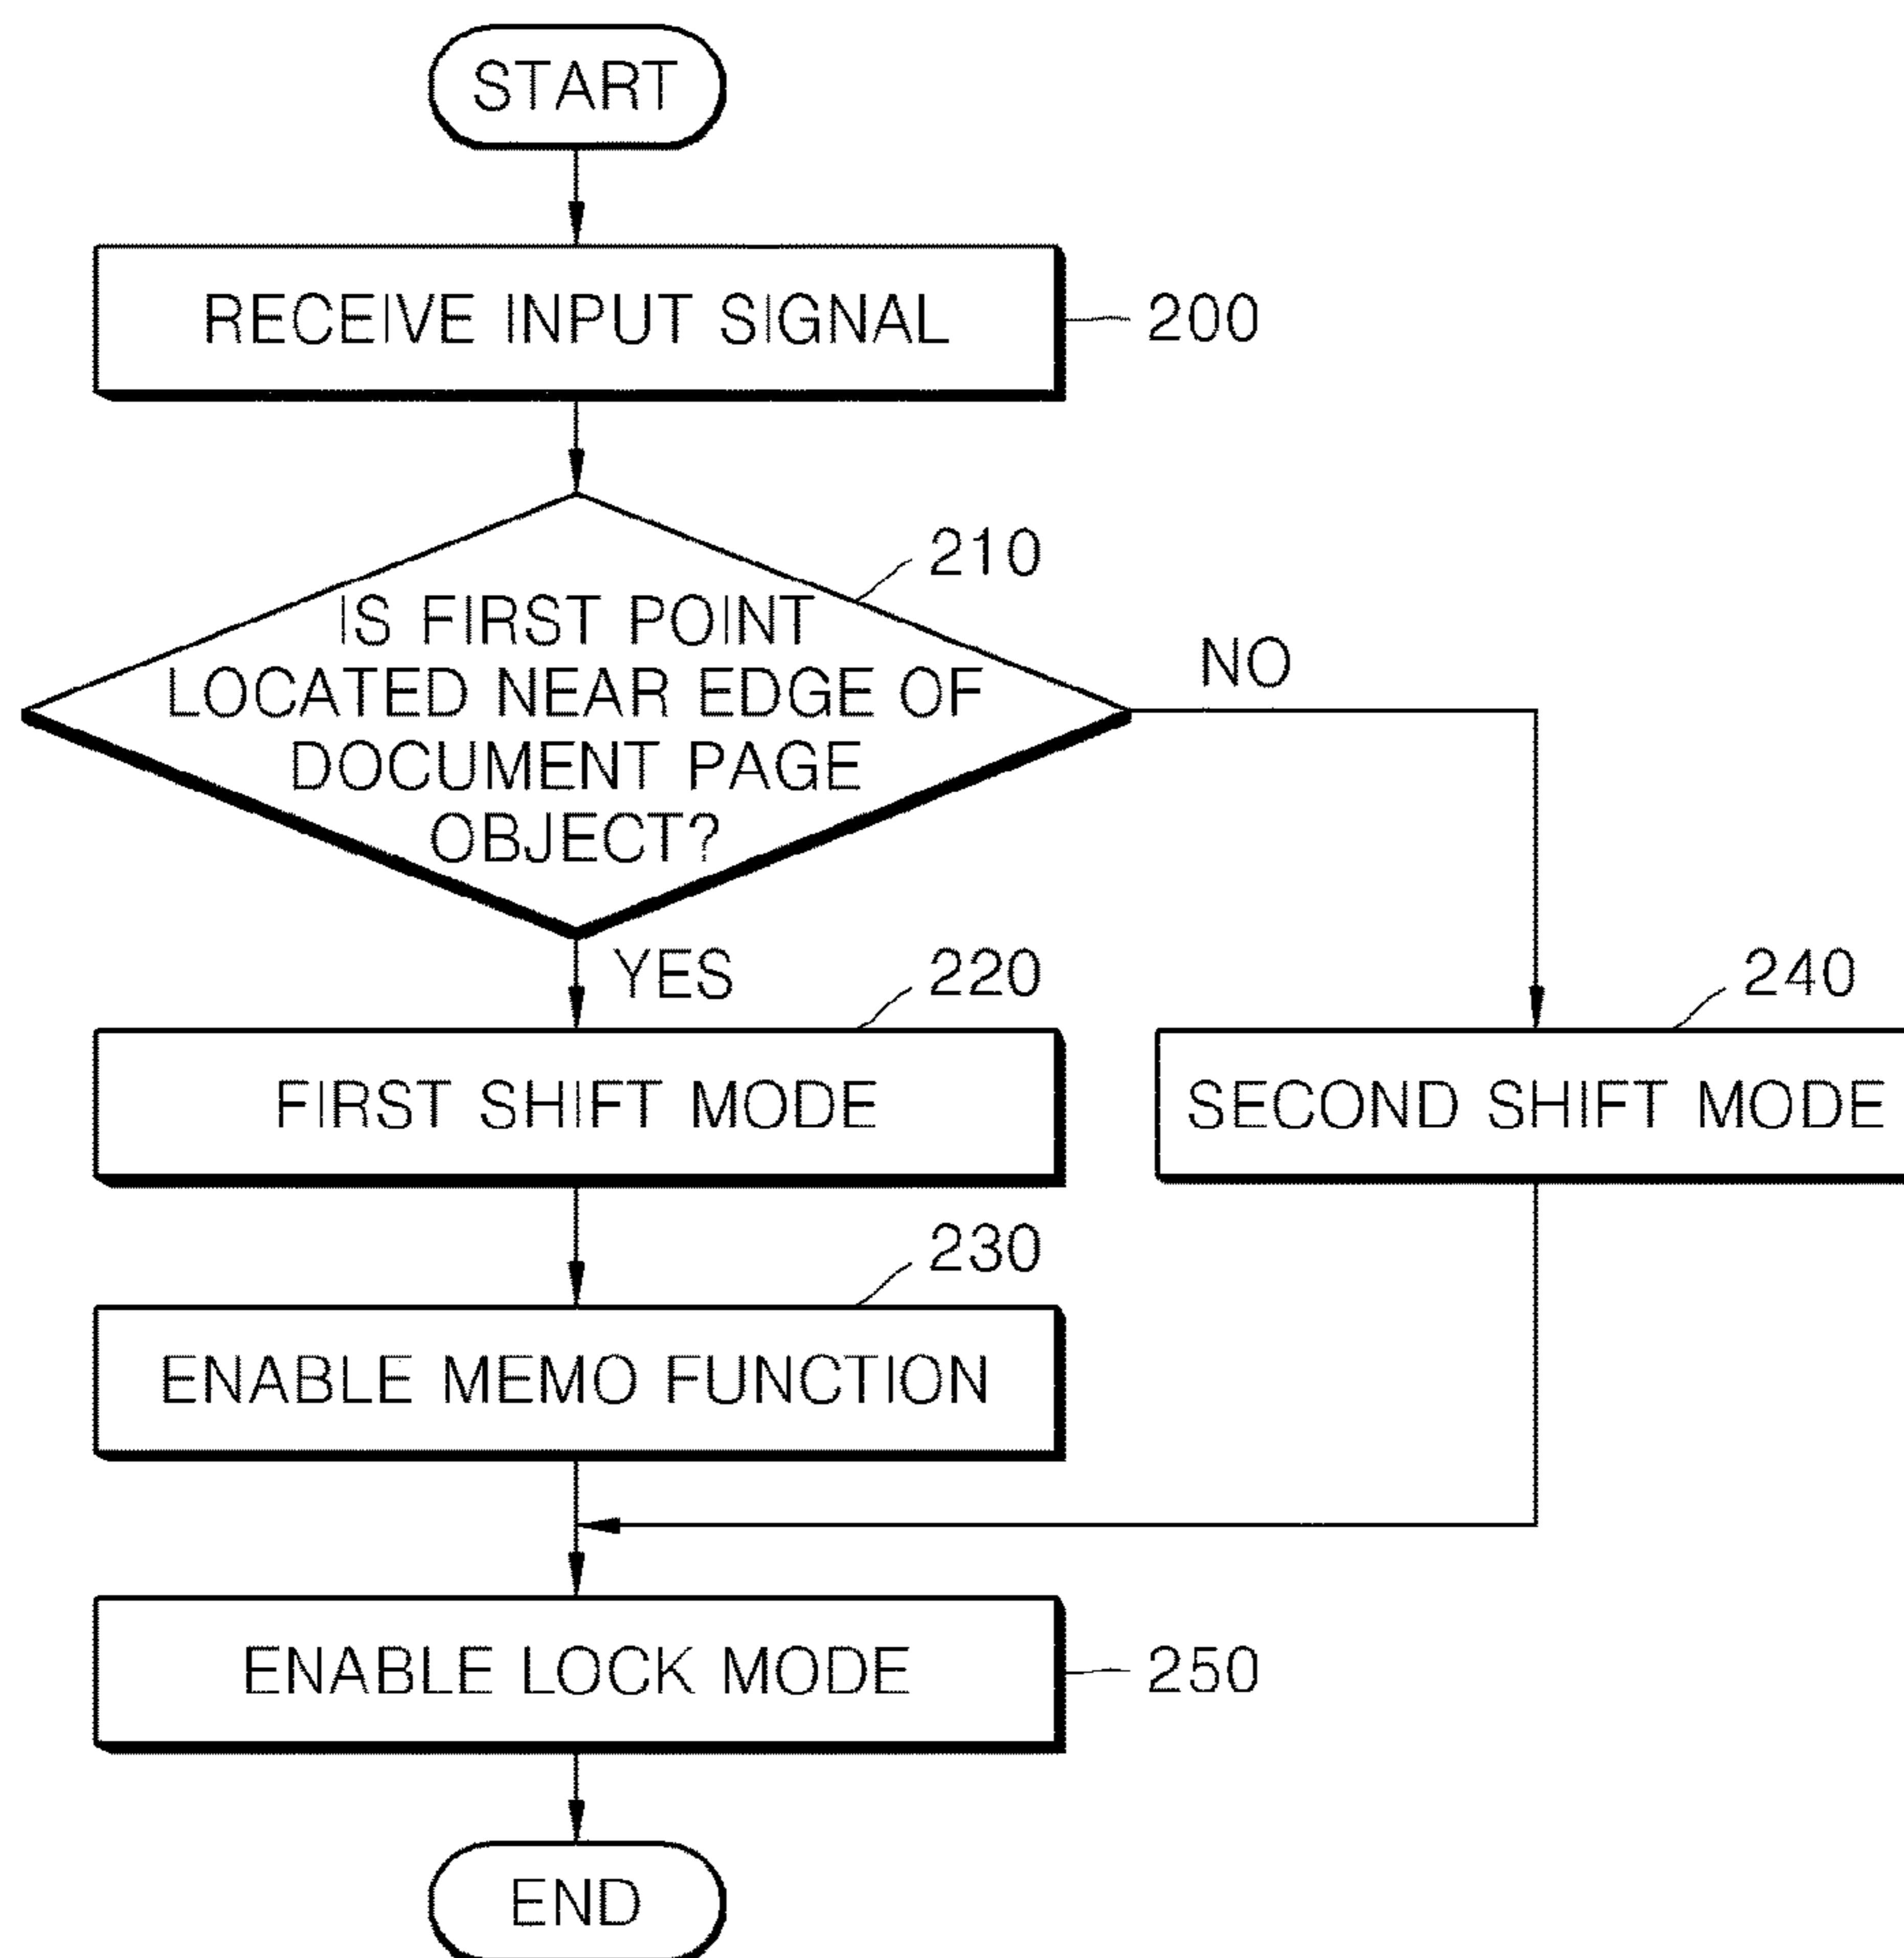 START
RECEIVE INPUT SIGNAL
200
210
IS FIRST POINT
LOCATED NEAR EDGE OF
DOCUMENT PAGE
OBJECT?
NO
YES
220
240
FIRST SHIFT MODE
SECOND SHIFT MODE
230
ENABLE MEMO FUNCTION
ENABLE LOCK MODE
250
END